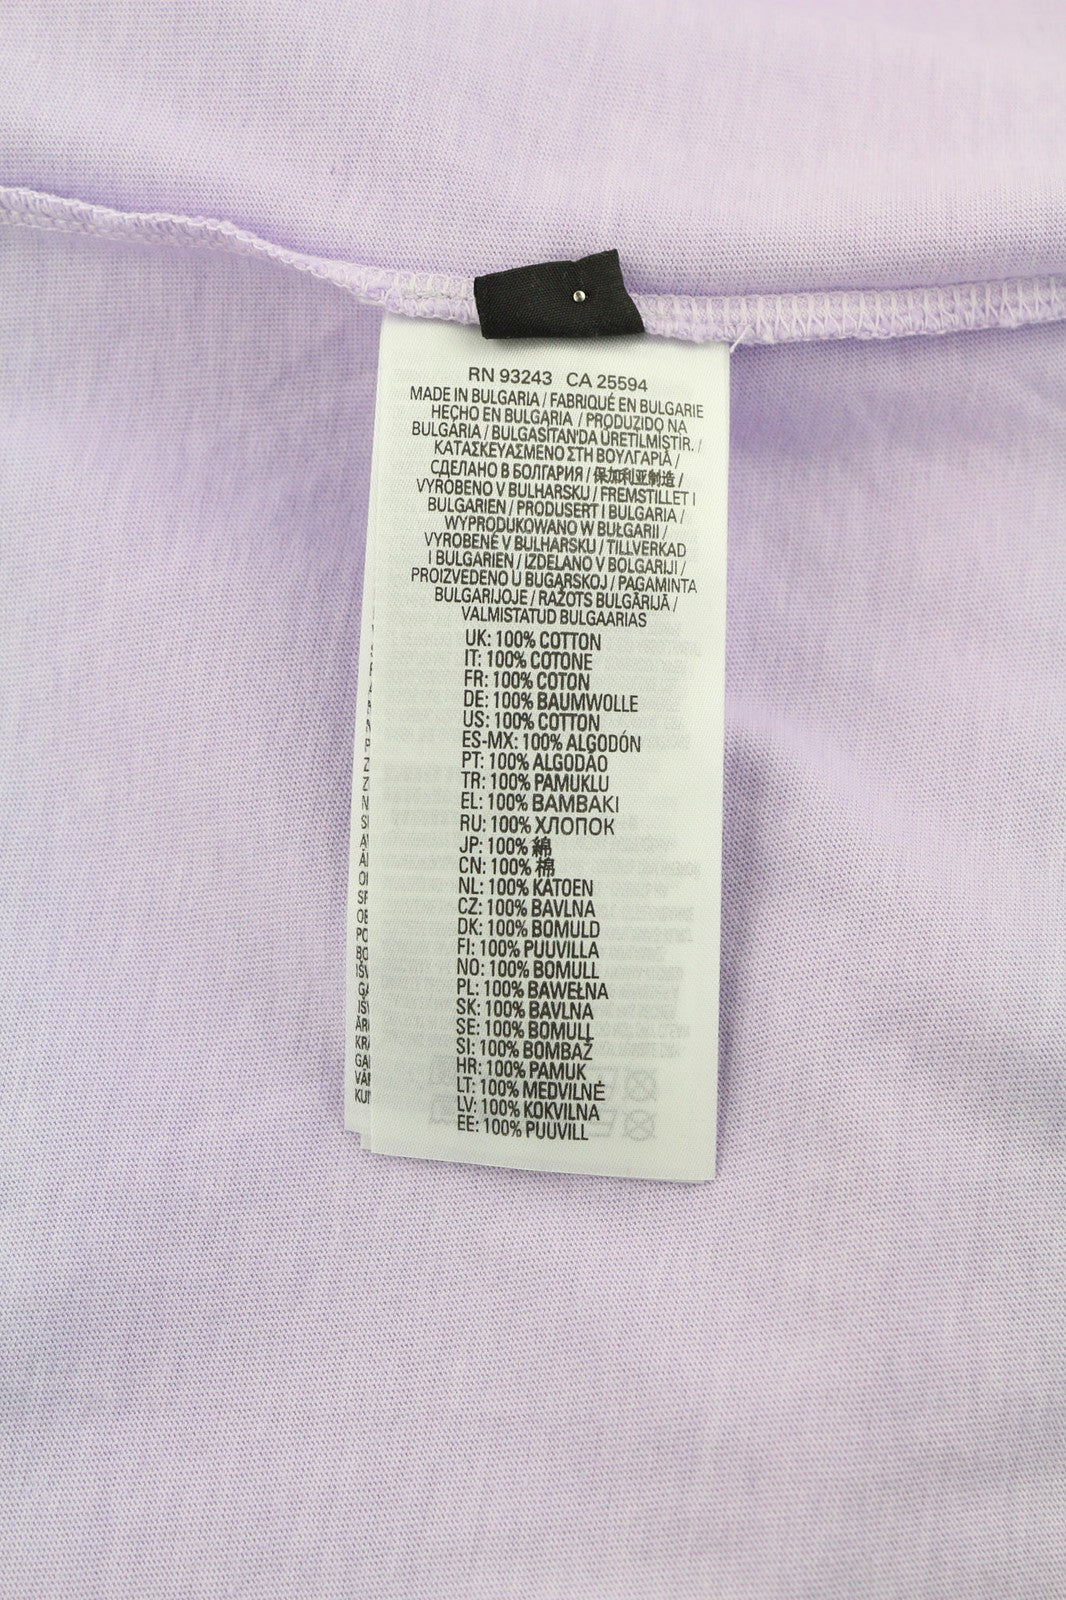 RN 93243 CA 25594
MADE IN BULGARIA / FABRIQUÉ EN BULGARIE
HECHO EN BULGARIA / PRODUZIDO NA
BULGÁRIA / BULGASİTAN'DA ÜRETİLMİSTİR. /
ΚΑΤΑΣΚΕΥΑΣΜΕΝΟ ΣΤΗ ΒΟΥΛΓΑΡΙΑ /
СДЕЛАНО В БОЛГАРИЯ / 保加利亚制造 /
VYROBENO V BULHARSKU / FREMSTILLET I
BULGARIEN / PRODUSERT I BULGARIA /
WYPRODUKOWANO W BUŁGARII /
VYROBENÉ V BULHARSKU / TILLVERKAD
I BULGARIEN / IZDELANO V BOLGARIJI /
PROIZVEDENO U BUGARSKOJ / PAGAMINTA
BULGARIJOJE / RAŽOTS BULGĀRIJĀ /
VALMISTATUD BULGAARIAS
UK: 100% COTTON
IT: 100% COTONE
FR: 100% COTON
DE: 100% BAUMWOLLE
US: 100% COTTON
ES-MX: 100% ALGODÓN
PT: 100% ALGODÃO
TR: 100% PAMUKLU
EL: 100% ΒΑΜΒΑΚΙ
RU: 100% ХЛОПОК
JP: 100% 綿
CN: 100% 棉
NL: 100% KATOEN
CZ: 100% BAVLNA
DK: 100% BOMULD
FI: 100% PUUVILLA
NO: 100% BOMULL
PL: 100% BAWEŁNA
SK: 100% BAVLNA
SE: 100% BOMULL
SI: 100% BOMBAŽ
HR: 100% PAMUK
LT: 100% MEDVILNĖ
LV: 100% KOKVILNA
EE: 100% PUUVILL